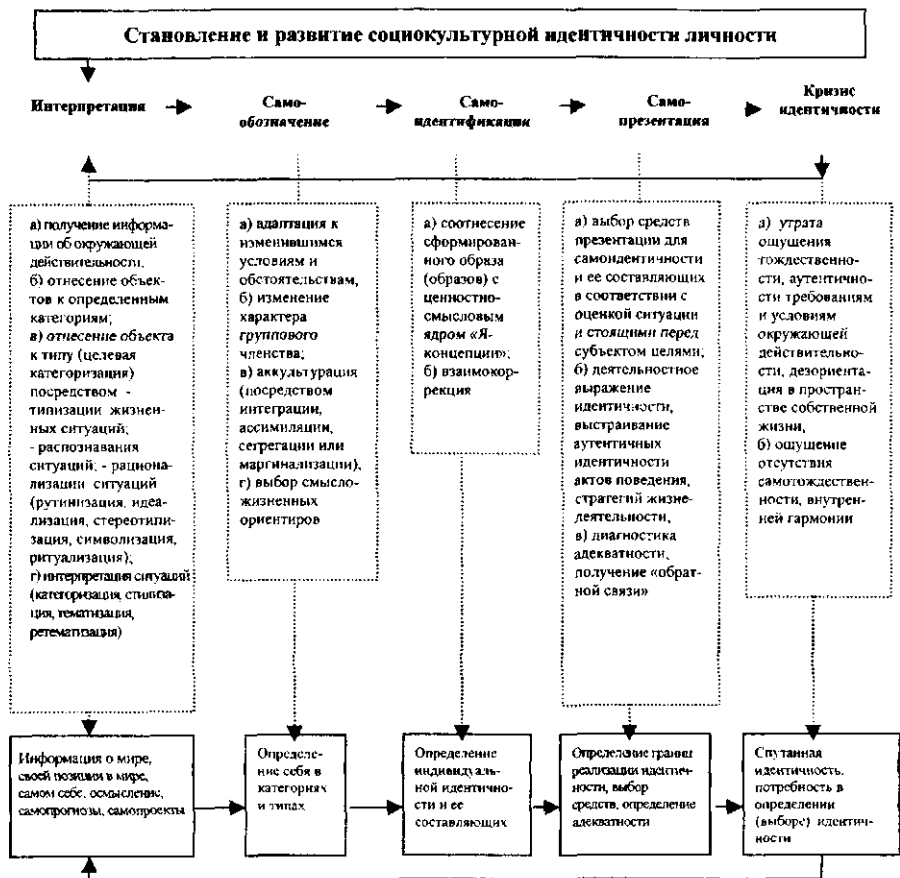 Становление и развитие социокультурной идентичности личности
Интерпретация
Само-
обозначение
Само-
идентификация
Само-
презентация
Кризис
идентичности
а) получение информа-
ции об окружающей
действительности,
б) отнесение объек-
тов к определенным
категориям;
в) отнесение объекта
к типу (целевая
категоризация)
посредством -
типизации жизнен-
ных ситуаций;
- распознавания
ситуаций; - рациона-
лизации ситуаций
(рутинизация, идеа-
лизация, стереотипи-
зация, символизация,
ритуализация);
г) интерпретация ситуаций
(категоризация, стилиза-
ция, тематизация,
ретематизация)
а) адаптация к
изменившимся
условиям и
обстоятельствам,
б) изменение
характера
группового
членства;
в) аккультурация
(посредством
интеграции,
ассимиляции,
сегрегации или
маргинализации),
г) выбор смысло-
жизненных
ориентиров
а) соотнесение
сформированного
образа
(образов) с
ценностно-
смысловым
ядром «Я-
концепции»;
б) взаимокор-
рекция
а) выбор средств
презентации для
самоидентичности
и ее составляющих
в соответствии с
оценкой ситуации
и стоящими перед
субъектом целями;
б) деятельностное
выражение
идентичности,
выстраивание
аутентичных
идентичности
актов поведения,
стратегий жизне-
деятельности,
в) диагностика
адекватности,
получение «обрат-
ной связи»
а) утрата
ощущения
тождествен-
ности, аутентично-
сти требованиям
и условиям
окружающей
действительно-
сти, дезориента-
ция в простран-
стве собственной
жизни,
б) ощущение
отсутствия
самотождествен-
ности, внутрен-
ней гармонии
Информация о мире,
своей позиции в мире,
самом себе, осмысление,
самопрогнозы, самопроекты
Определе-
ние себя в
категориях
и типах
Определение
индивидуаль-
ной идентично-
сти и ее
составляющих
Определение границ
реализации идентич-
ности, выбор
средств, определение
адекватности
Спутанная
идентичность,
потребность в
определении
(выборе) идентич-
ности